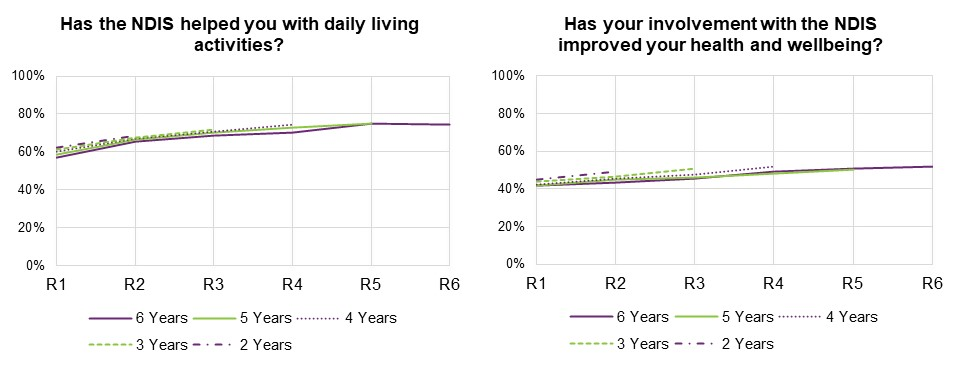 Has the NDIS helped you with daily living
activities?
100%
80%
60%
40%
20%
0%
R1 R2 R3 R4 R5 R6
6 Years 5 Years 4 Years
3 Years 2 Years
Has your involvement with the NDIS
improved your health and wellbeing?
100%
80%
60%
40%
20%
0%
R1 R2 R3 R4 R5 R6
6 Years 5 Years 4 Years
3 Years 2 Years